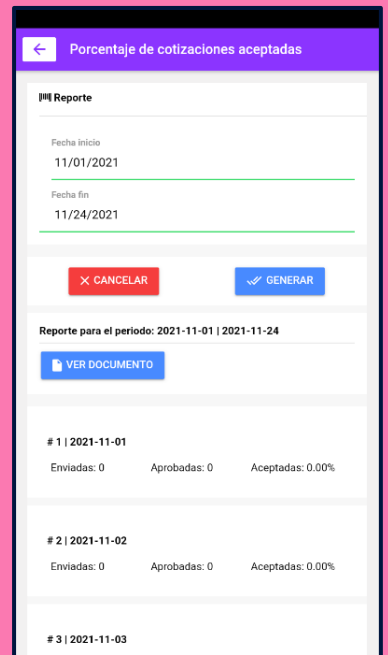 Porcentaje de cotizaciones aceptadas
Reporte
Fecha inicio
11/01/2021
Fecha fin
11/24/2021
CANCELAR
GENERAR
Reporte para el periodo: 2021-11-01 | 2021-11-24
VER DOCUMENTO
# 1 | 2021-11-01
Enviadas: 0 Aprobadas: 0 Aceptadas: 0.00%
# 2 | 2021-11-02
Enviadas: 0 Aprobadas: 0 Aceptadas: 0.00%
# 3 | 2021-11-03